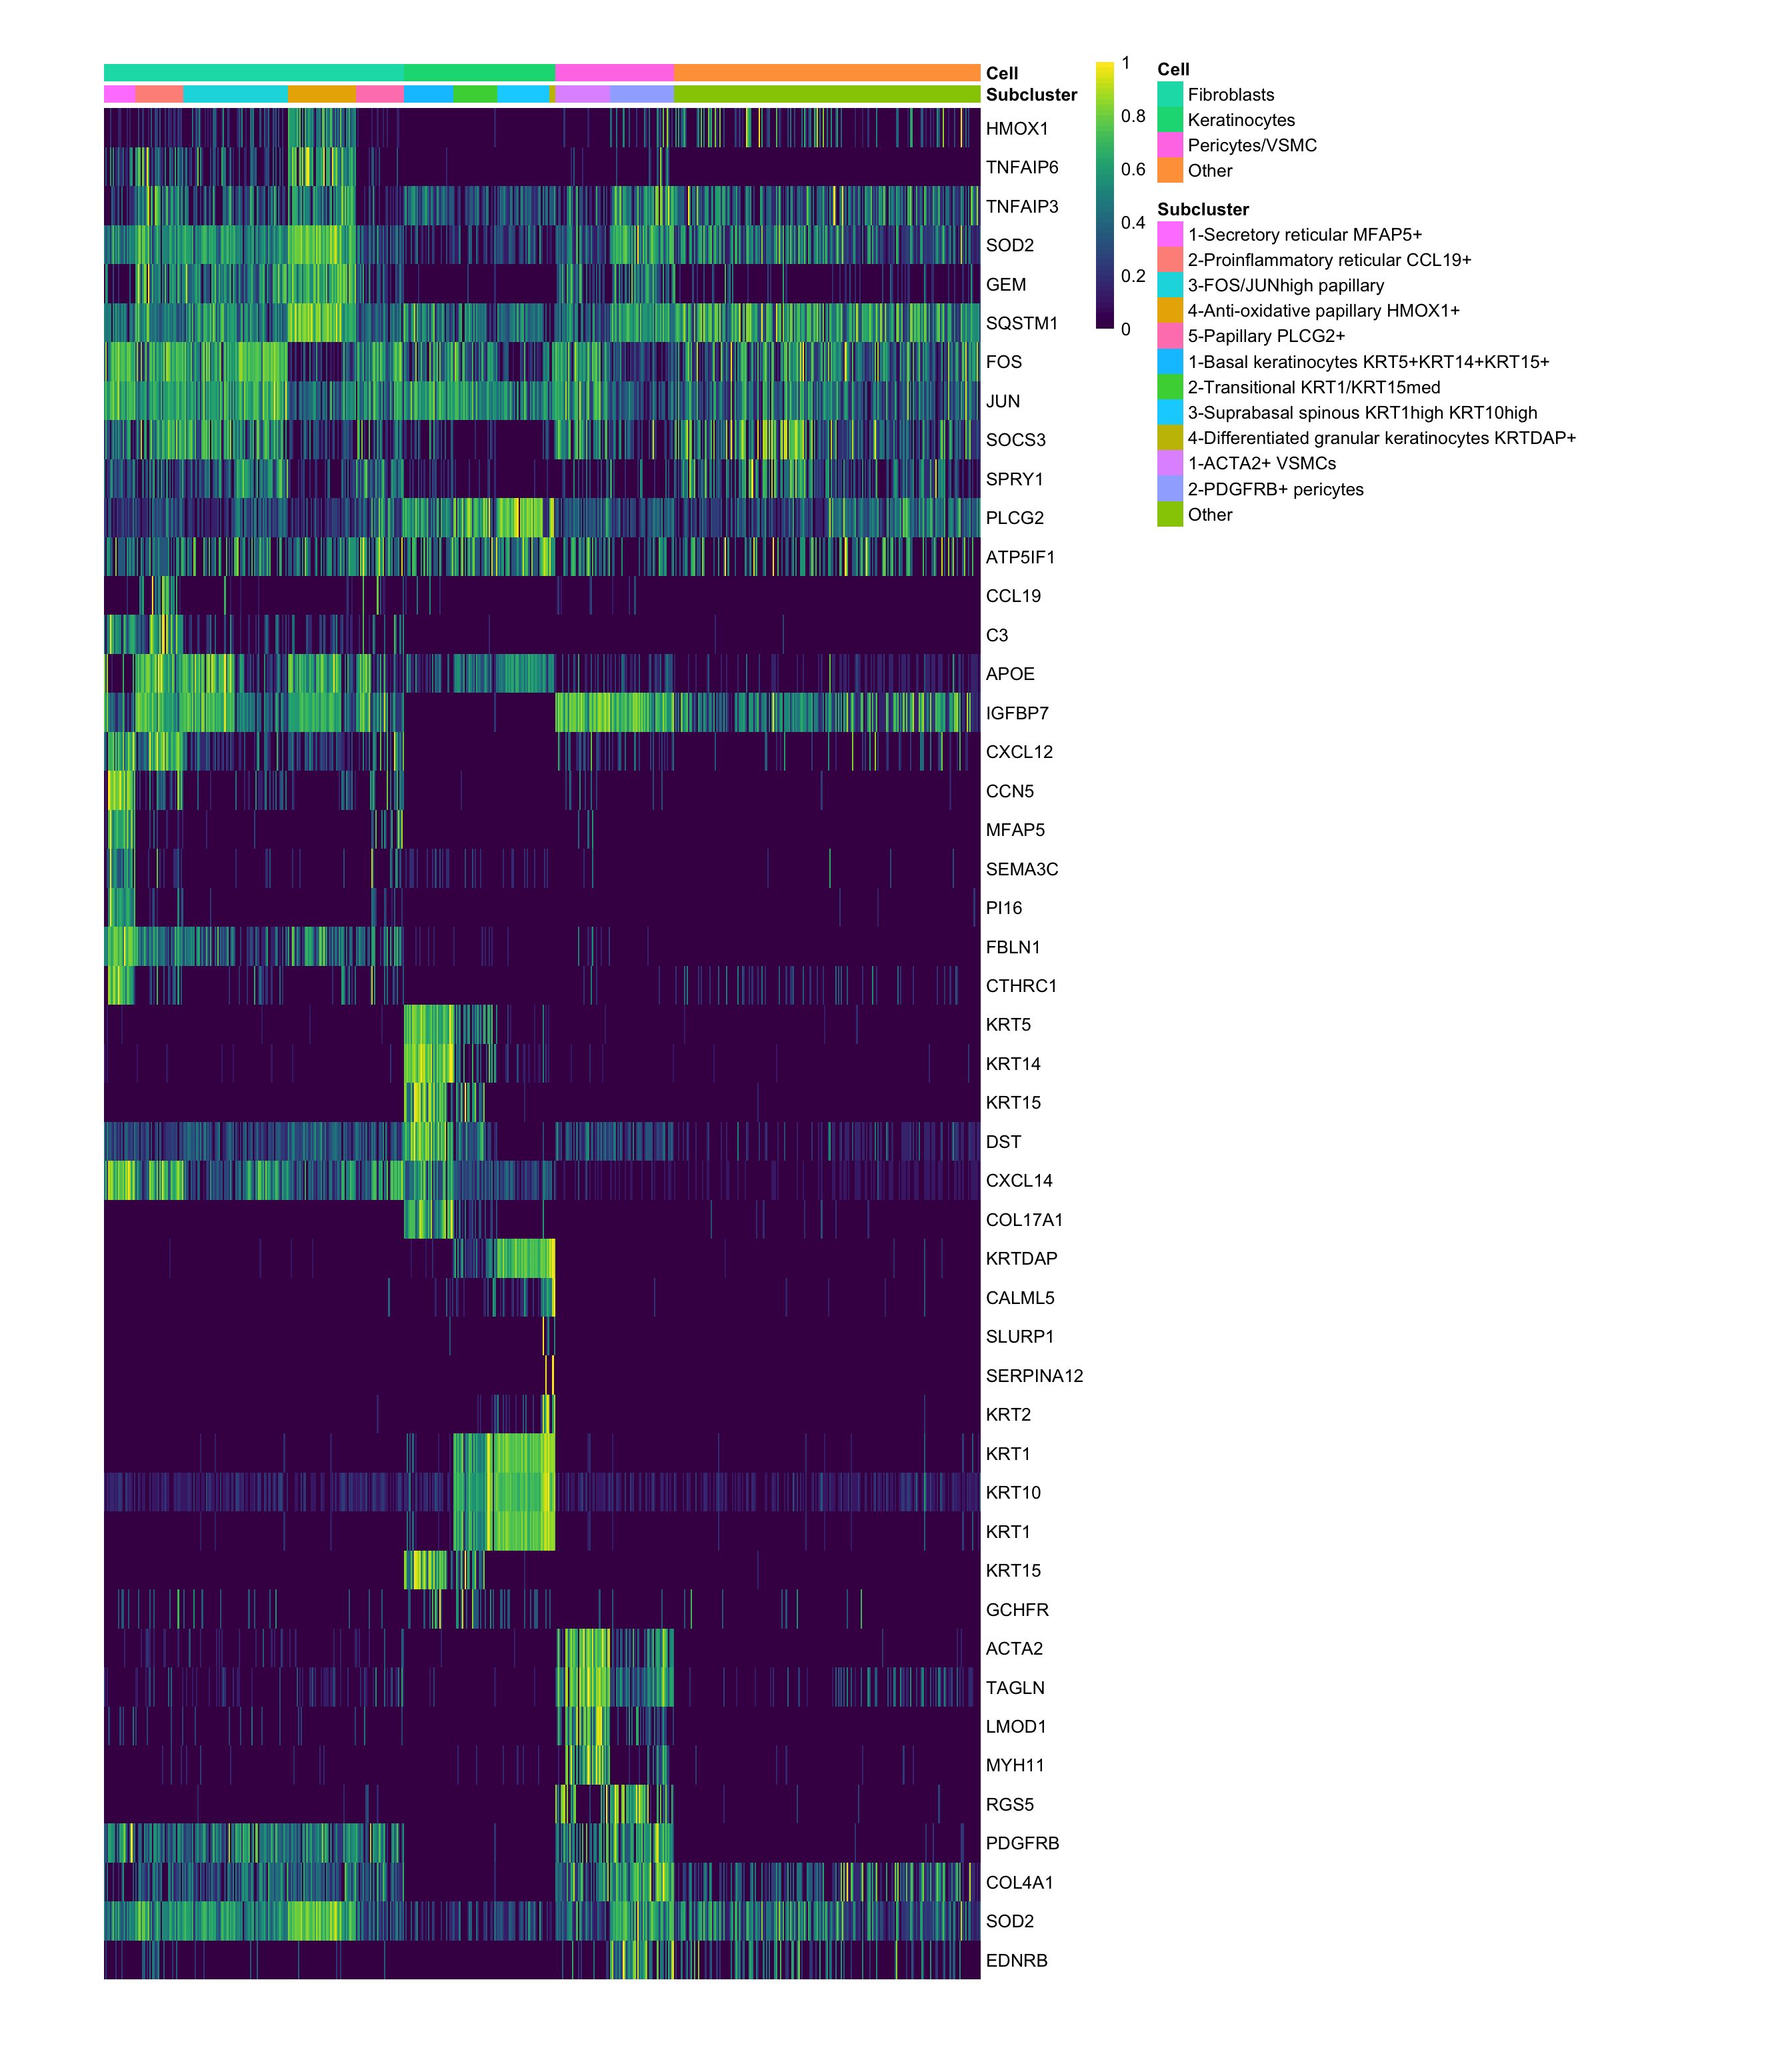 Cell
Subcluster
HMOX1
TNFAIP6
TNFAIP3
SOD2
GEM
SQSTM1
FOS
JUN
SOCS3
SPRY1
PLCG2
ATP5IF1
CCL19
C3
APOE
IGFBP7
CXCL12
CCN5
MFAP5
SEMA3C
PI16
FBLN1
CTHRC1
KRT5
KRT14
KRT15
DST
CXCL14
COL17A1
KRTDAP
CALML5
SLURP1
SERPINA12
KRT2
KRT1
KRT10
KRT1
KRT15
GCHFR
ACTA2
TAGLN
LMOD1
MYH11
RGS5
PDGFRB
COL4A1
SOD2
EDNRB
1
0.8
0.6
0.4
0.2
0
Cell
Fibroblasts
Keratinocytes
Pericytes/VSMC
Other
Subcluster
1-Secretory reticular MFAP5+
2-Proinflammatory reticular CCL19+
3-FOS/JUNhigh papillary
4-Anti-oxidative papillary HMOX1+
5-Papillary PLCG2+
1-Basal keratinocytes KRT5+KRT14+KRT15+
2-Transitional KRT1/KRT15med
3-Suprabasal spinous KRT1high KRT10high
4-Differentiated granular keratinocytes KRTDAP+
1-ACTA2+ VSMCs
2-PDGFRB+ pericytes
Other